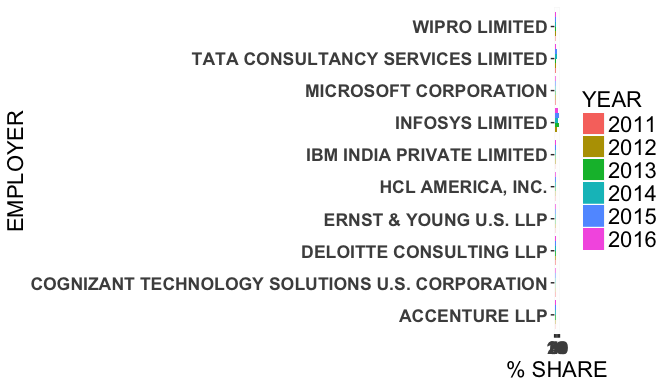 WIPRO LIMITED
TATA CONSULTANCY SERVICES LIMITED
MICROSOFT CORPORATION
INFOSYS LIMITED
IBM INDIA PRIVATE LIMITED
HCL AMERICA, INC.
ERNST & YOUNG U.S. LLP
DELOITTE CONSULTING LLP
COGNIZANT TECHNOLOGY SOLUTIONS U.S. CORPORATION
ACCENTURE LLP
EMPLOYER
% SHARE
YEAR
2011
2012
2013
2014
2015
2016